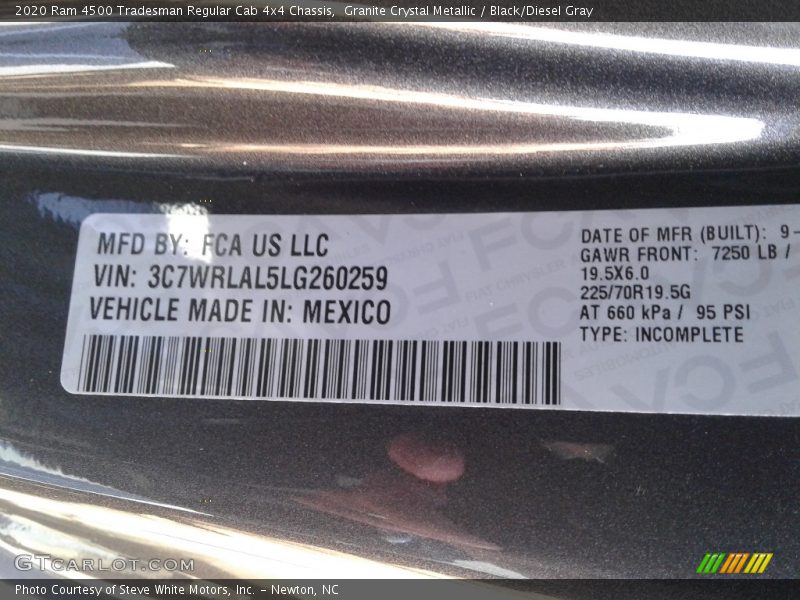 2020 Ram 4500 Tradesman Regular Cab 4x4 Chassis, Granite Crystal Metallic / Black/Diesel Gray
MFD BY: FCA US LLC
VIN: 3C7WRLAL5LG260259
VEHICLE MADE IN: MEXICO
DATE OF MFR (BUILT): 9-
GAWR FRONT: 7250 LB /
19.5X6.0
225/70R19.5G
AT 660 kPa / 95 PSI
TYPE: INCOMPLETE
GTCARLOT.COM
Photo Courtesy of Steve White Motors, Inc. – Newton, NC